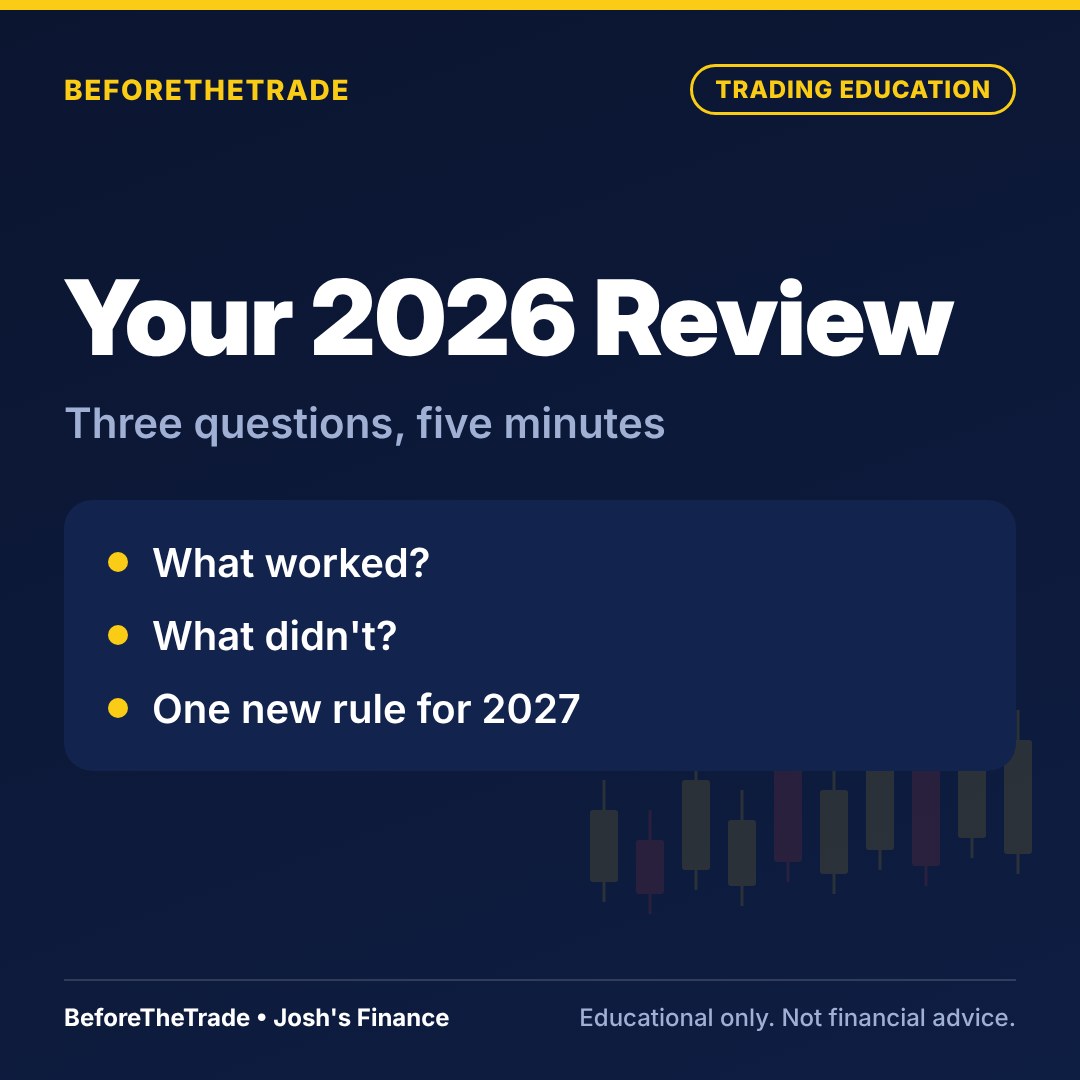 BEFORETHETRADE
TRADING EDUCATION
Your 2026 Review
Three questions, five minutes
What worked?
What didn't?
One new rule for 2027
BeforeTheTrade • Josh's Finance
Educational only. Not financial advice.